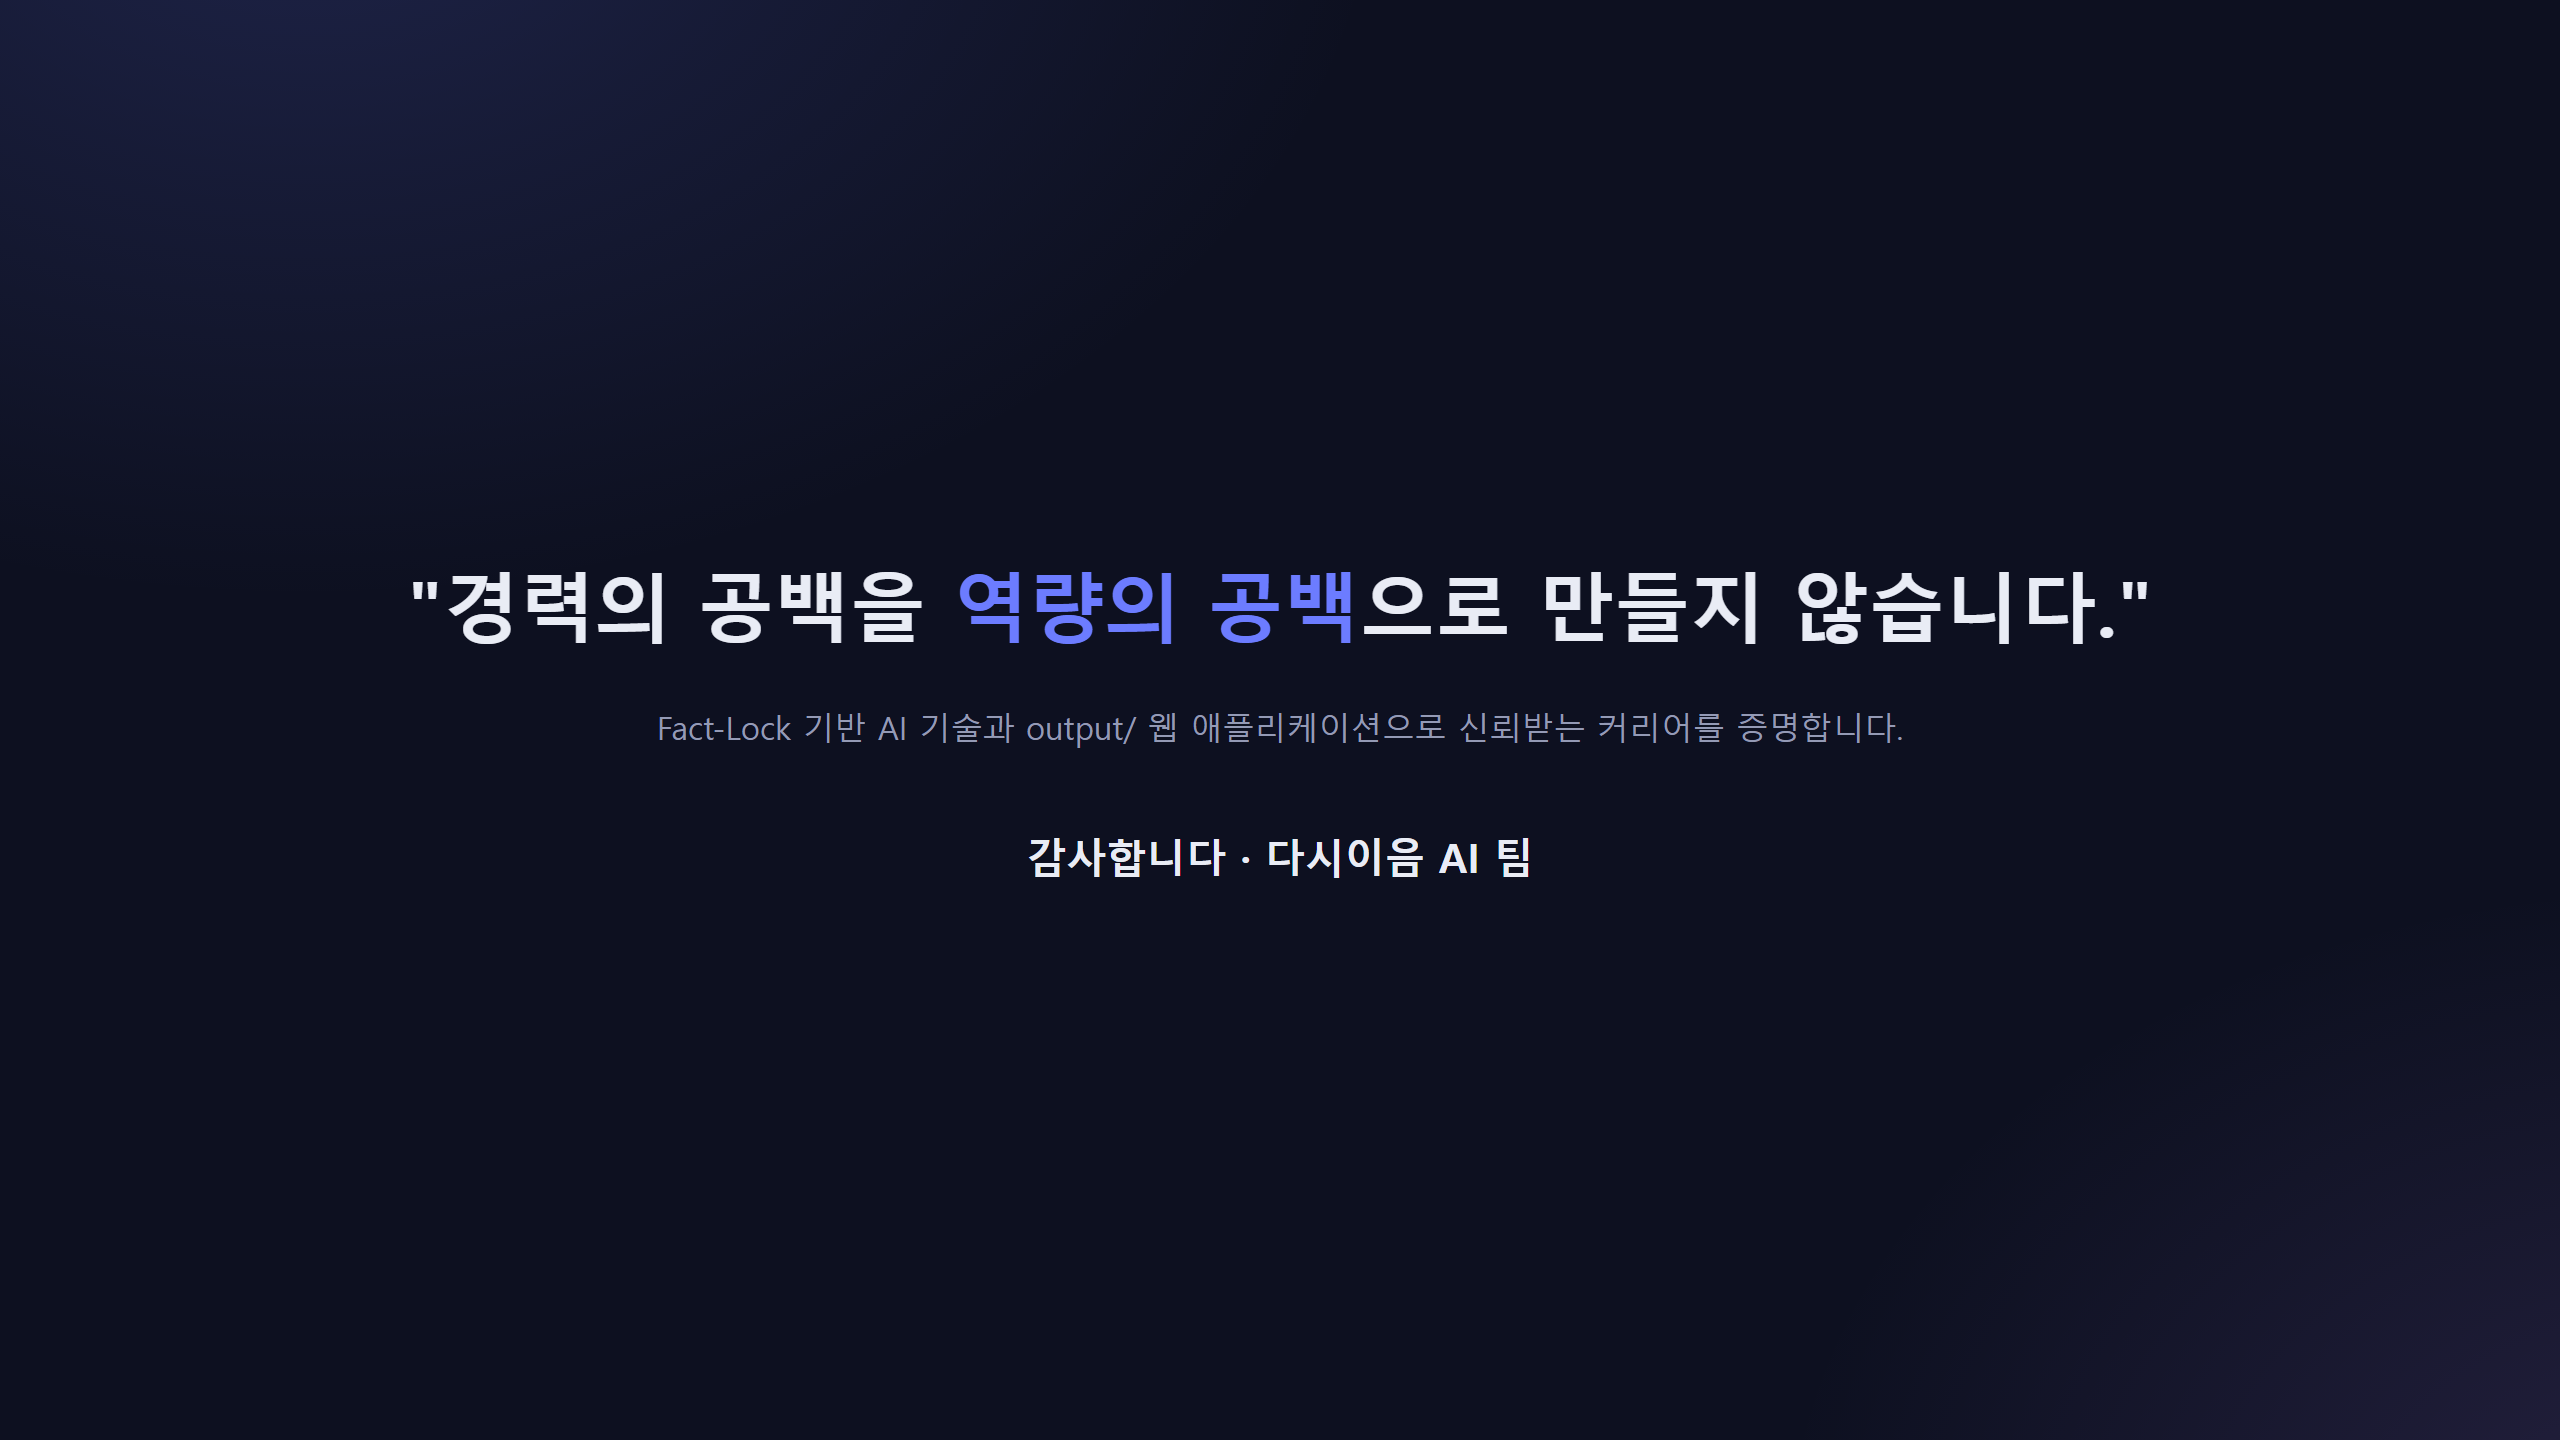 "경력의 공백을 역량의 공백으로 만들지 않습니다."
Fact-Lock 기반 AI 기술과 output/ 웹 애플리케이션으로 신뢰받는 커리어를 증명합니다.
감사합니다 · 다시이음 AI 팀